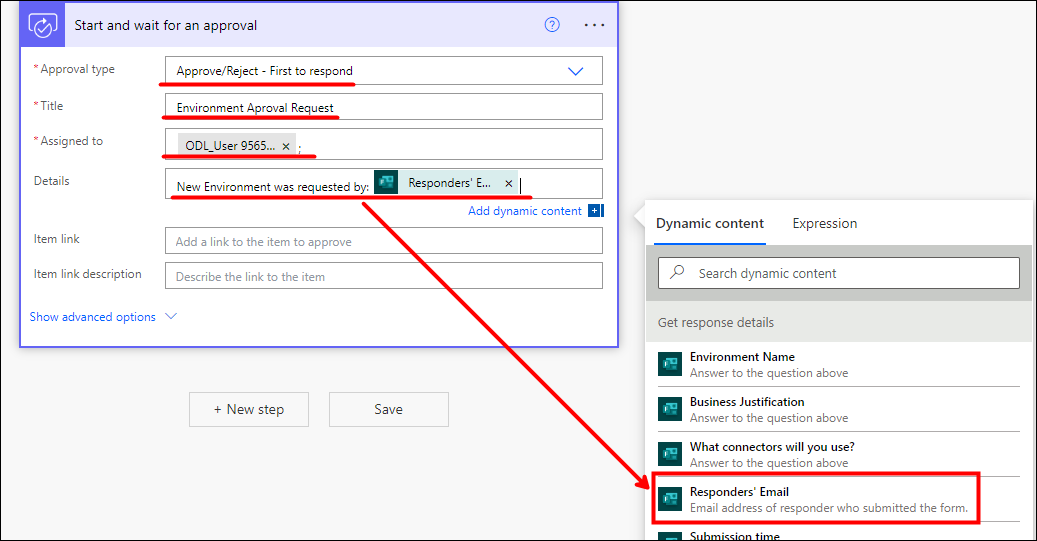 Start and wait for an approval
?
* Approval type
Approve/Reject - First to respond
* Title
Environment Aproval Request
* Assigned to
ODL_User 9565... × ;
Details
New Environment was requested by: Responders' E... ×
Add dynamic content
Item link
Add a link to the item to approve
Item link description
Describe the link to the item
Show advanced options
+ New step
Save
Dynamic content
Expression
Search dynamic content
Get response details
Environment Name
Answer to the question above
Business Justification
Answer to the question above
What connectors will you use?
Answer to the question above
Responders' Email
Email address of responder who submitted the form.
Submission time